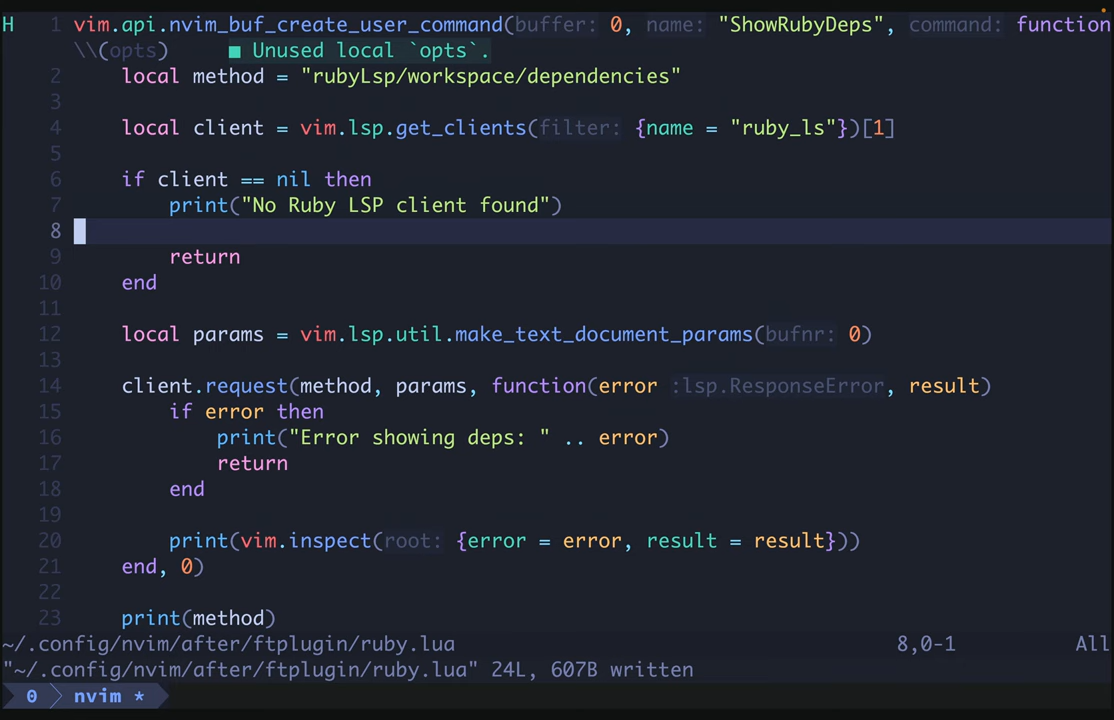 H 1 vim.api.nvim_buf_create_user_command(buffer: 0, name: "ShowRubyDeps", command: function
\\(opts) ■ Unused local `opts`.
2 local method = "rubyLsp/workspace/dependencies"
3
4 local client = vim.lsp.get_clients(filter: {name = "ruby_ls"})[1]
5
6 if client == nil then
7 print("No Ruby LSP client found")
8
9 return
10 end
11
12 local params = vim.lsp.util.make_text_document_params(bufnr: 0)
13
14 client.request(method, params, function(error :lsp.ResponseError, result)
15 if error then
16 print("Error showing deps: " .. error)
17 return
18 end
19
20 print(vim.inspect(root: {error = error, result = result}))
21 end, 0)
22
23 print(method)
~/.config/nvim/after/ftplugin/ruby.lua 8,0-1 All
"~/.config/nvim/after/ftplugin/ruby.lua" 24L, 607B written
0 nvim *